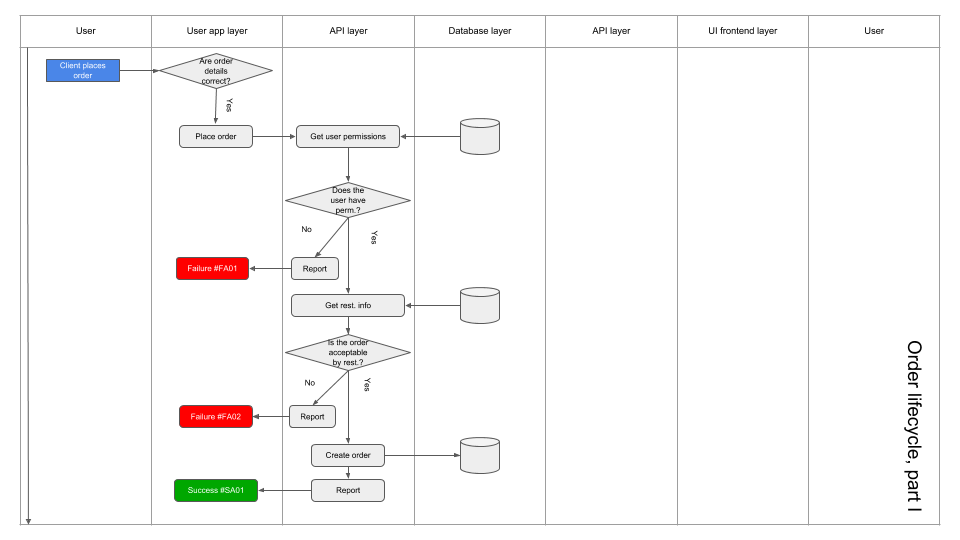 User
User app layer
API layer
Database layer
API layer
UI frontend layer
User
Client places
order
Are order
details
correct?
Yes
Place order
Get user permissions
Does the
user have
perm.?
No
Yes
Failure #FA01
Report
Get rest. info
Is the order
acceptable
by rest.?
No
Yes
Failure #FA02
Report
Create order
Success #SA01
Report
Order lifecycle, part I